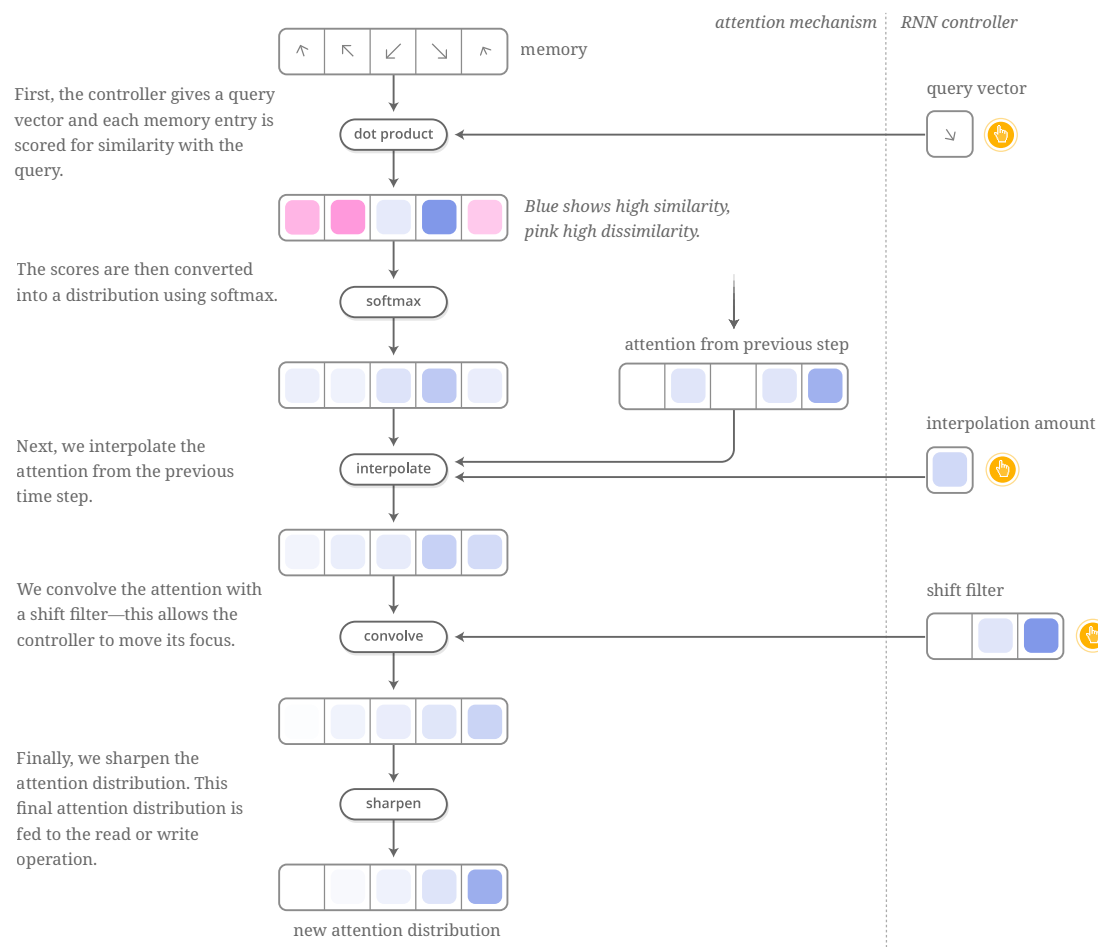 attention mechanism
RNN controller
memory
First, the controller gives a query
vector and each memory entry is
scored for similarity with the
query.
query vector
dot product
Blue shows high similarity,
pink high dissimilarity.
The scores are then converted
into a distribution using softmax.
softmax
attention from previous step
interpolation amount
Next, we interpolate the
attention from the previous
time step.
interpolate
We convolve the attention with
a shift filter—this allows the
controller to move its focus.
shift filter
convolve
Finally, we sharpen the
attention distribution. This
final attention distribution is
fed to the read or write
operation.
sharpen
new attention distribution